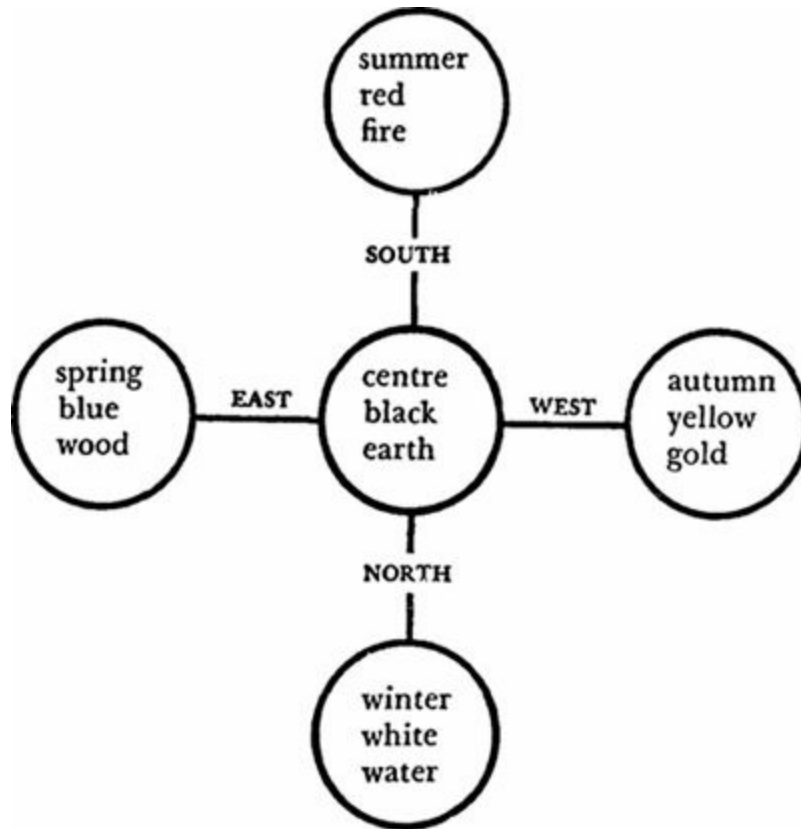 summer
red
fire
SOUTH
spring
blue
wood
EAST
centre
black
earth
WEST
autumn
yellow
gold
NORTH
winter
white
water